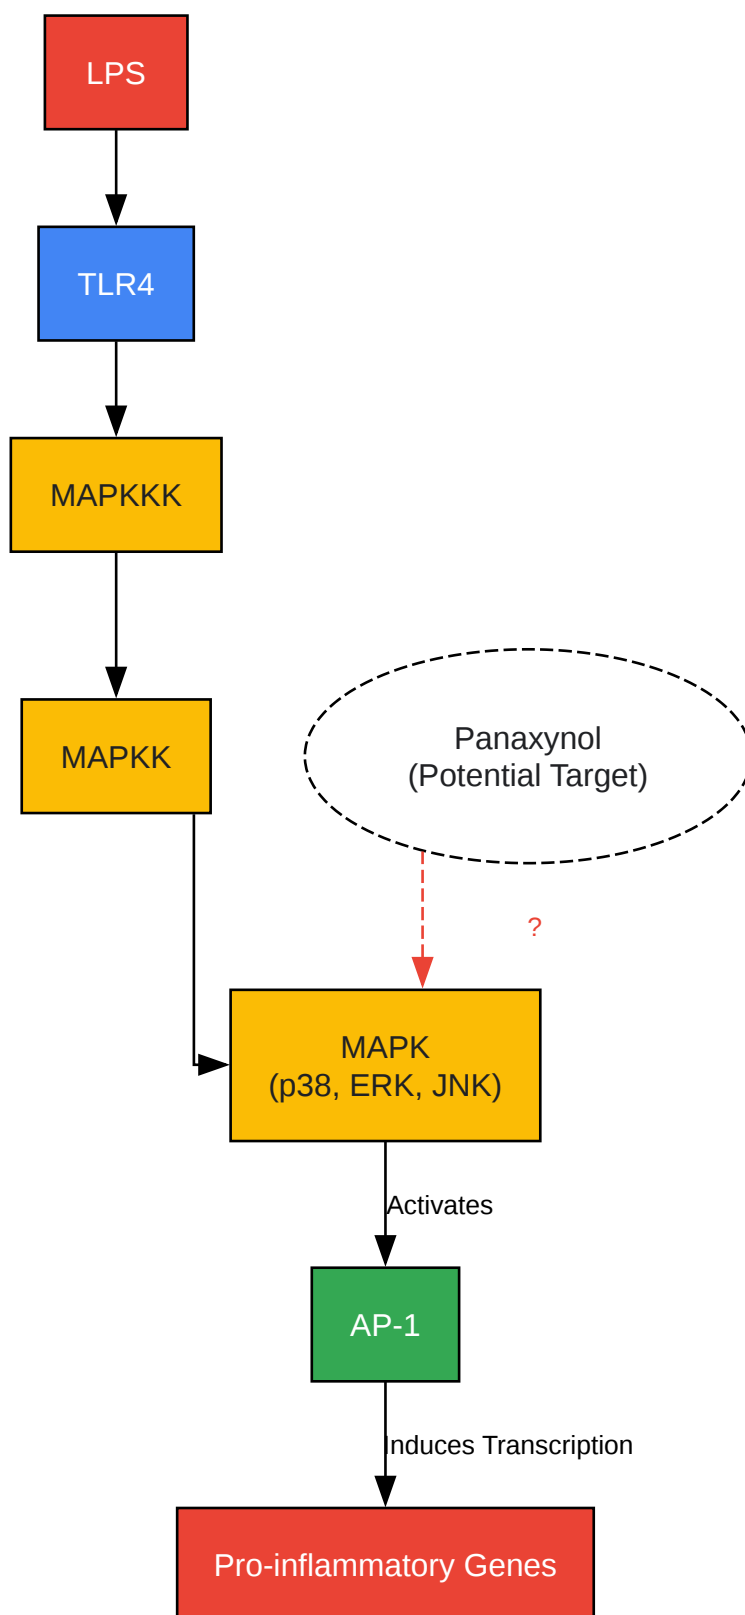 LPS
TLR4
MAPKKK
MAPKK
Panaxynol
(Potential Target)
?
MAPK
(p38, ERK, JNK)
Activates
AP-1
Induces Transcription
Pro-inflammatory Genes